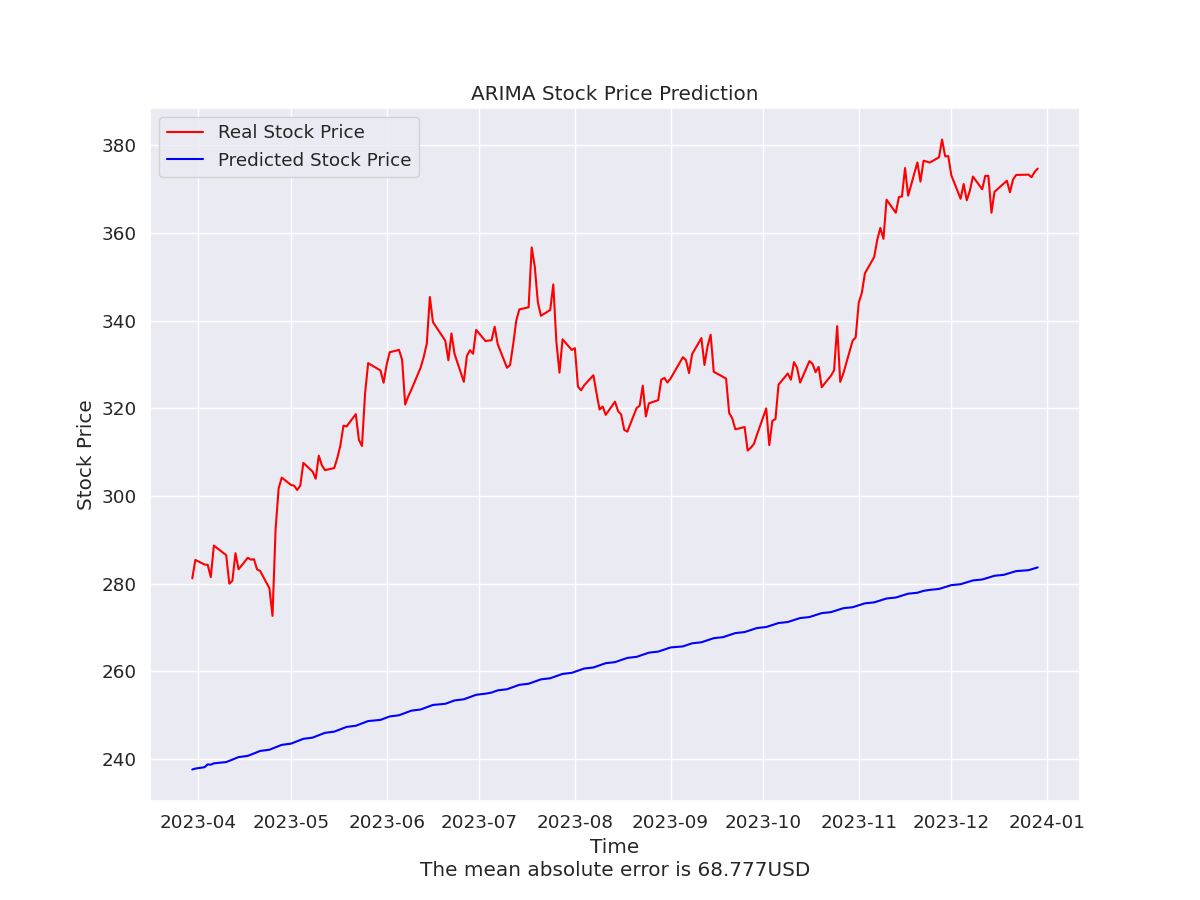 ARIMA Stock Price Prediction
Real Stock Price
Predicted Stock Price
Stock Price
380
360
340
320
300
280
260
240
2023-04 2023-05 2023-06 2023-07 2023-08 2023-09 2023-10 2023-11 2023-12 2024-01
Time
The mean absolute error is 68.777USD